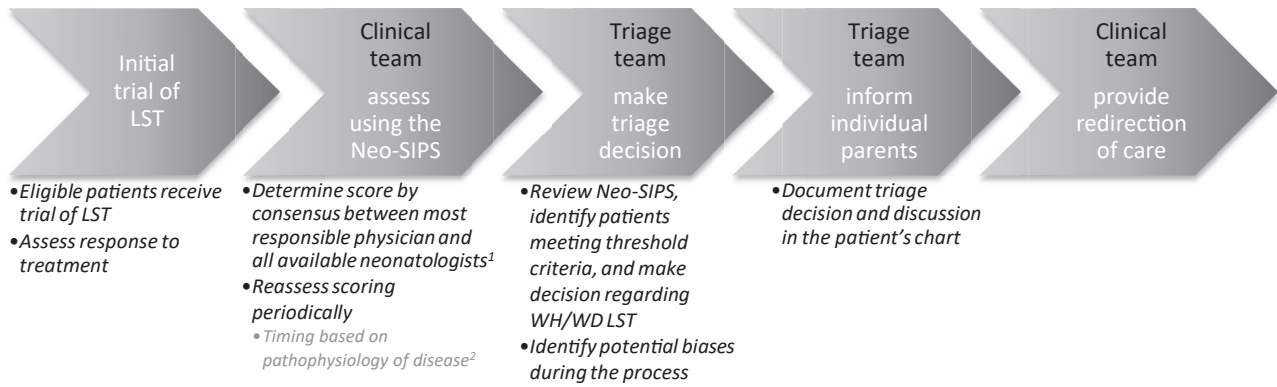 Initial
trial of
LST
•Eligible patients receive
trial of LST
•Assess response to
treatment
Clinical
team
assess
using the
Neo-SIPS
•Determine score by
consensus between most
responsible physician and
all available neonatologists¹
•Reassess scoring
periodically
•Timing based on
pathophysiology of disease²
Triage
team
make
triage
decision
•Review Neo-SIPS,
identify patients
meeting threshold
criteria, and make
decision regarding
WH/WD LST
•Identify potential biases
during the process
Triage
team
inform
individual
parents
•Document triage
decision and discussion
in the patient's chart
Clinical
team
provide
redirection
of care